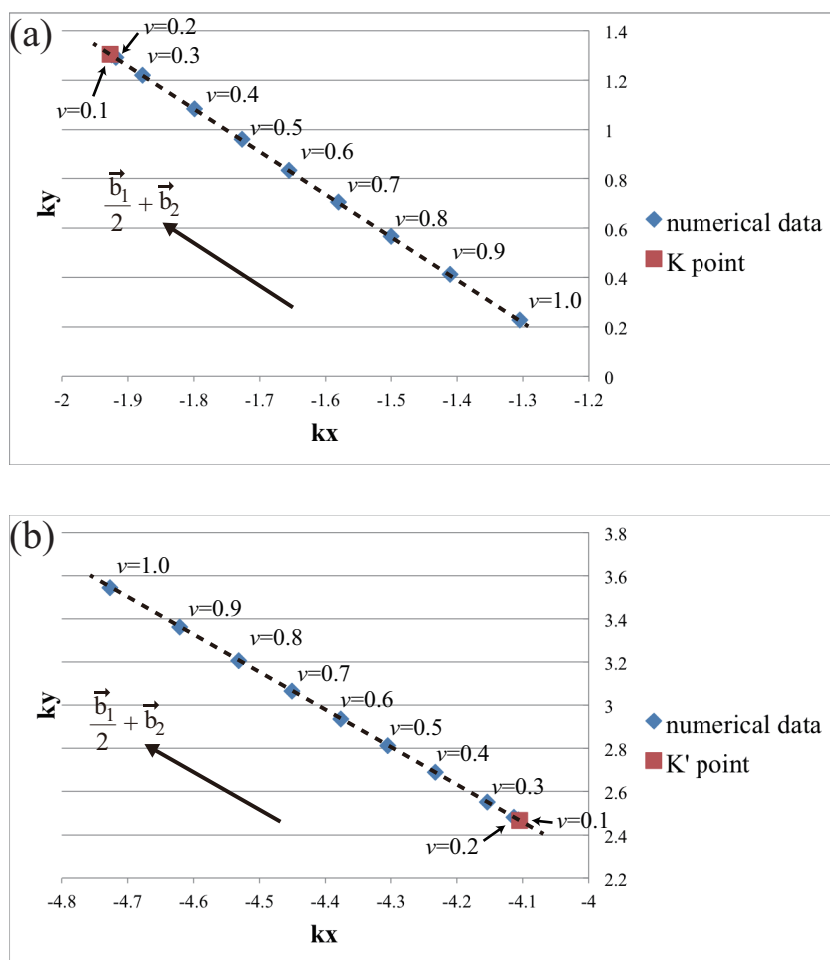 (a)
v=0.2
v=0.3
v=0.1
v=0.4
v=0.5
v=0.6
v=0.7
v=0.8
v=0.9
v=1.0
b₁/2 + b₂
ky
1.4
1.2
1
0.8
0.6
0.4
0.2
0
-2 -1.9 -1.8 -1.7 -1.6 -1.5 -1.4 -1.3 -1.2
kx
numerical data
K point
(b)
v=1.0
v=0.9
v=0.8
v=0.7
v=0.6
v=0.5
v=0.4
v=0.3
v=0.1
v=0.2
b₁/2 + b₂
ky
3.8
3.6
3.4
3.2
3
2.8
2.6
2.4
2.2
-4.8 -4.7 -4.6 -4.5 -4.4 -4.3 -4.2 -4.1 -4
kx
numerical data
K' point